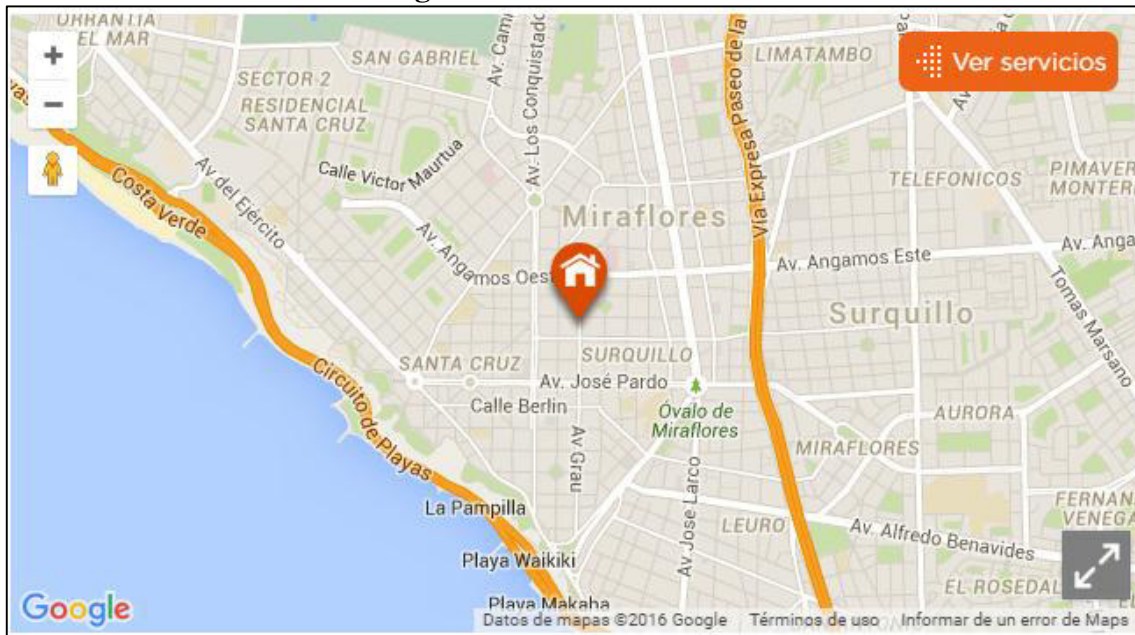 URRANTIA
EL MAR
SAN GABRIEL
SECTOR 2
RESIDENCIAL
SANTA CRUZ
Av. Los Conquistado
LIMATAMBO
Ver servicios
Via Expresa Paseo de la
Calle Victor Maurtua
Costa Verde
Av del Ejército
TELEFONICOS
PIMAVER
MONTER
Miraflores
Av. Angamos Oest
Av. Angamos Este
Av. Anga
Tomas Marsano
Surquillo
SANTA CRUZ
SURQUILLO
Av. José Pardo
Calle Berlin
Circuito de Playas
Óvalo de
Miraflores
AURORA
MIRAFLORES
Av Grau
Av Jose Larco
La Pampilla
LEURO
Av. Alfredo Benavides
FERNAN
VENEGA
Playa Waikiki
EL ROSEDAL
Playa Makaha
Google
Datos de mapas ©2016 Google
Términos de uso
Informar de un error de Maps